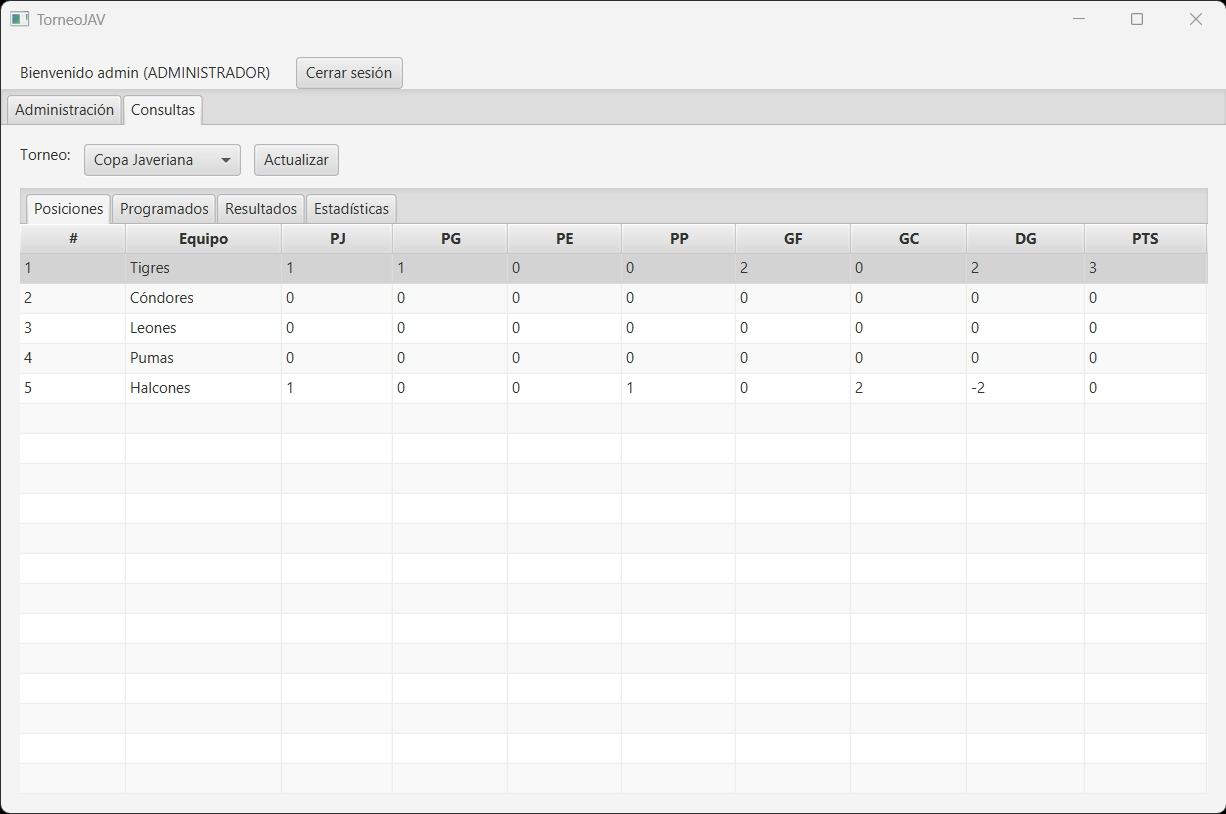 TorneoJAV
Bienvenido admin (ADMINISTRADOR) Cerrar sesión
Administración Consultas
Torneo: Copa Javeriana Actualizar
Posiciones Programados Resultados Estadísticas
# Equipo PJ PG PE PP GF GC DG PTS
1 Tigres 1 1 0 0 2 0 2 3
2 Cóndores 0 0 0 0 0 0 0 0
3 Leones 0 0 0 0 0 0 0 0
4 Pumas 0 0 0 0 0 0 0 0
5 Halcones 1 0 0 1 0 2 -2 0